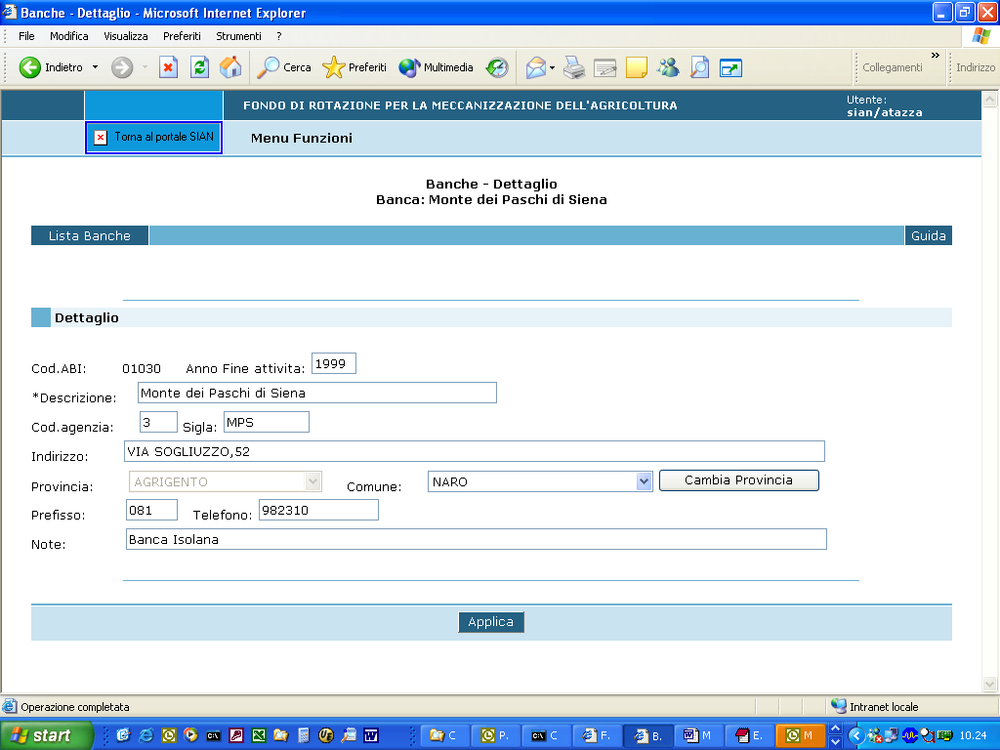 Banche - Dettaglio - Microsoft Internet Explorer
File Modifica Visualizza Preferiti Strumenti ?
Indietro Cerca Preferiti Multimedia Collegamenti » Indirizzo
FONDO DI ROTAZIONE PER LA MECCANIZZAZIONE DELL'AGRICOLTURA
Utente:
sian/atazza
Torna al portale SIAN
Menu Funzioni
Banche - Dettaglio
Banca: Monte dei Paschi di Siena
Lista Banche Guida
Dettaglio
Cod.ABI: 01030 Anno Fine attivita: 1999
*Descrizione: Monte dei Paschi di Siena
Cod.agenzia: 3 Sigla: MPS
Indirizzo: VIA SOGLIUZZO,52
Provincia: AGRIGENTO Comune: NARO Cambia Provincia
Prefisso: 081 Telefono: 982310
Note: Banca Isolana
Applica
Operazione completata Intranet locale
start C P. C F. B. M E. M 10.24